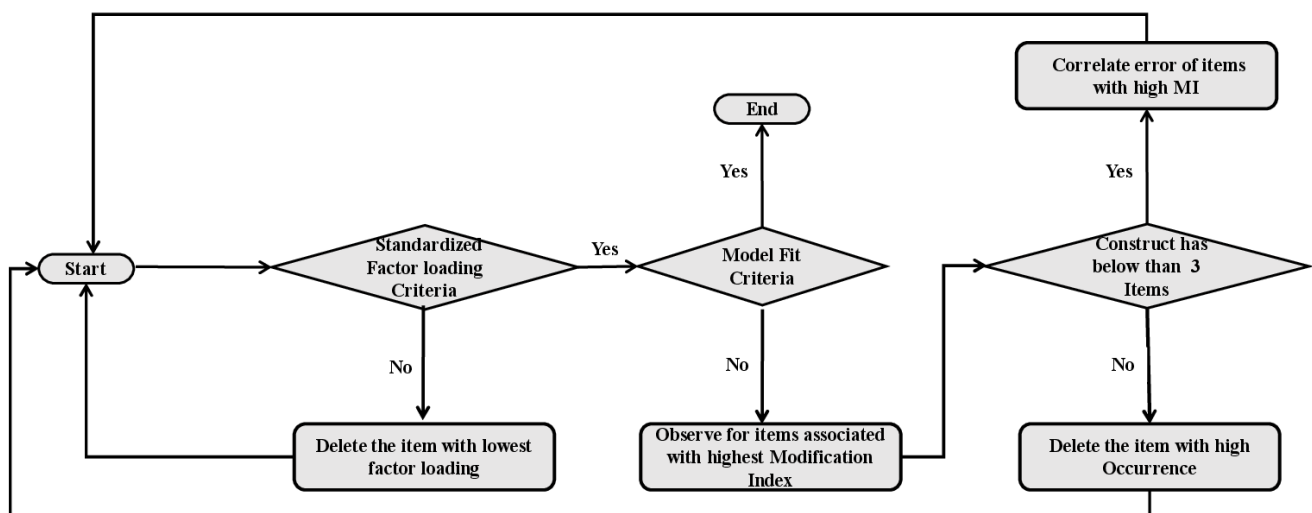 Correlate error of items
with high MI
End
Yes
Yes
Start
Standardized
Factor loading
Criteria
Yes
Model Fit
Criteria
Construct has
below than 3
Items
No
No
No
Delete the item with lowest
factor loading
Observe for items associated
with highest Modification
Index
Delete the item with high
Occurrence